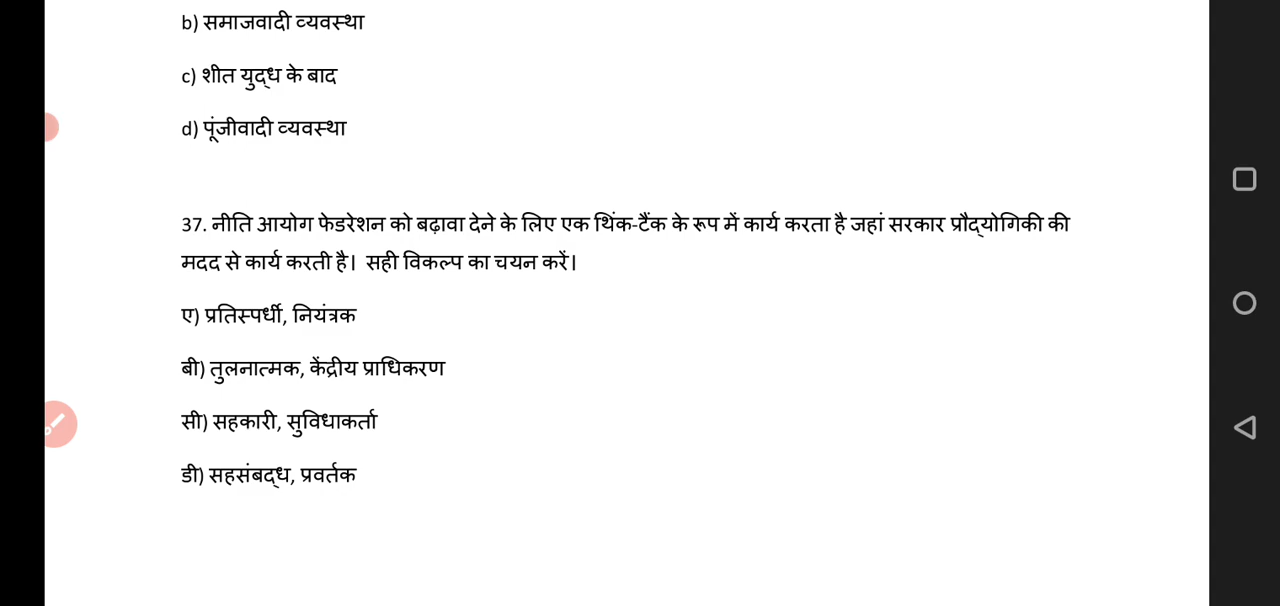 b) समाजवादी व्यवस्था
c) शीत युद्ध के बाद
d) पूंजीवादी व्यवस्था
37. नीति आयोग फेडरेशन को बढ़ावा देने के लिए एक थिंक-टैंक के रूप में कार्य करता है जहां सरकार प्रौद्योगिकी की
मदद से कार्य करती है। सही विकल्प का चयन करें।
ए) प्रतिस्पर्धी, नियंत्रक
बी) तुलनात्मक, केंद्रीय प्राधिकरण
सी) सहकारी, सुविधाकर्ता
डी) सहसंबद्ध, प्रवर्तक